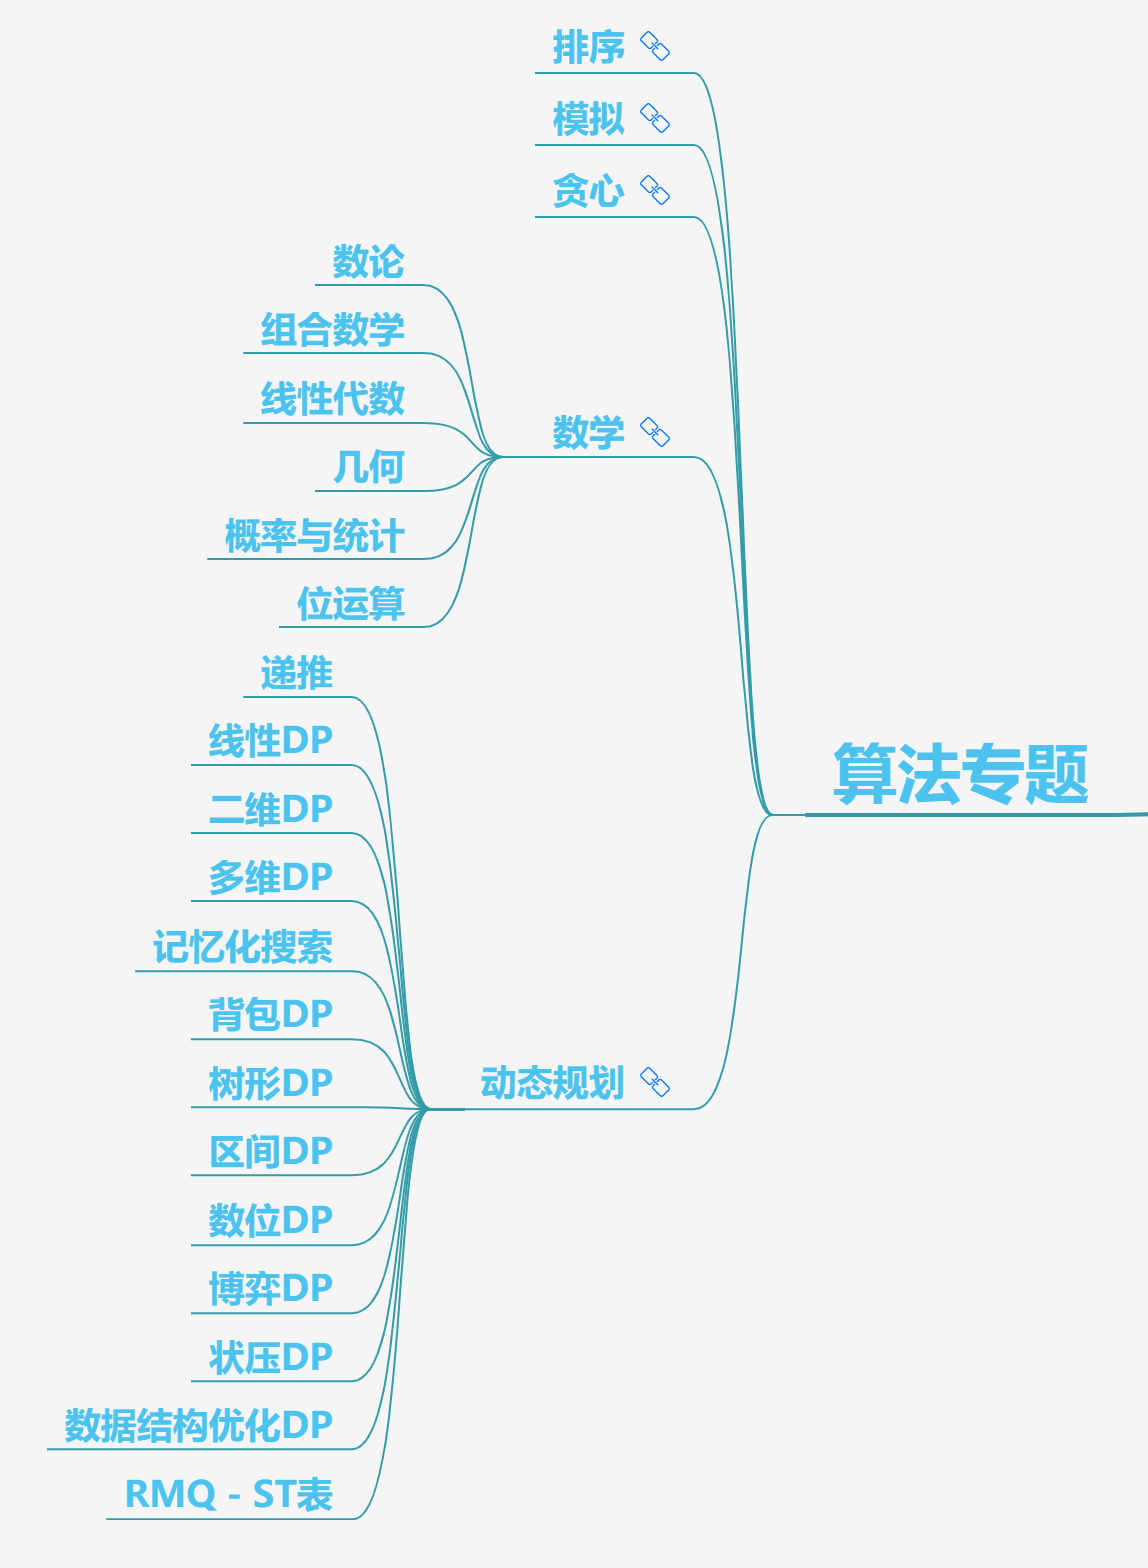 排序
模拟
贪心
数论
组合数学
线性代数
数学
几何
概率与统计
位运算
递推
线性DP
算法专题
二维DP
多维DP
记忆化搜索
背包DP
动态规划
树形DP
区间DP
数位DP
博弈DP
状压DP
数据结构优化DP
RMQ - ST表